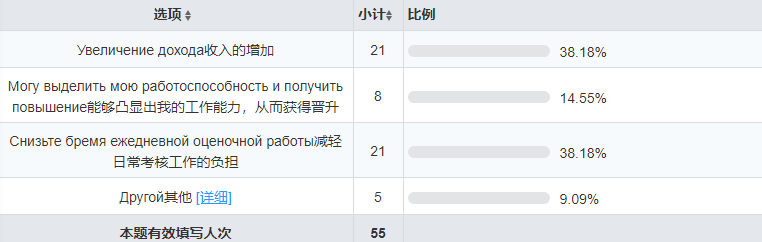 选项 小计 比例
Увеличение дохода收入的增加 21 38.18%
Могу выделить мою работоспособность и получить
повышение能够凸显出我的工作能力，从而获得晋升 8 14.55%
Снизьте бремя ежедневной оценочной работы减轻
日常考核工作的负担 21 38.18%
Другой其他 [详细] 5 9.09%
本题有效填写人次 55